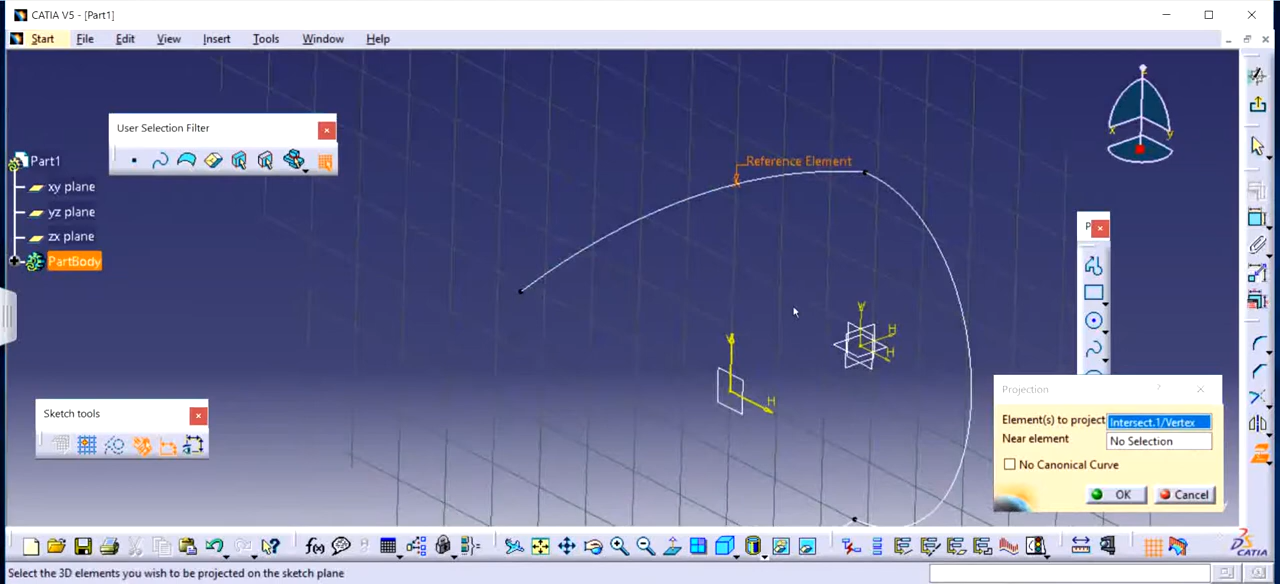 CATIA V5 - [Part1]
Start File Edit View Insert Tools Window Help
User Selection Filter
Part1
xy plane
yz plane
zx plane
PartBody
Reference Element
x
y
V
H
H
V
H
P
Sketch tools
Projection
Element(s) to project Intersect.1/Vertex
Near element No Selection
No Canonical Curve
OK Cancel
f(x)
CATIA
Select the 3D elements you wish to be projected on the sketch plane